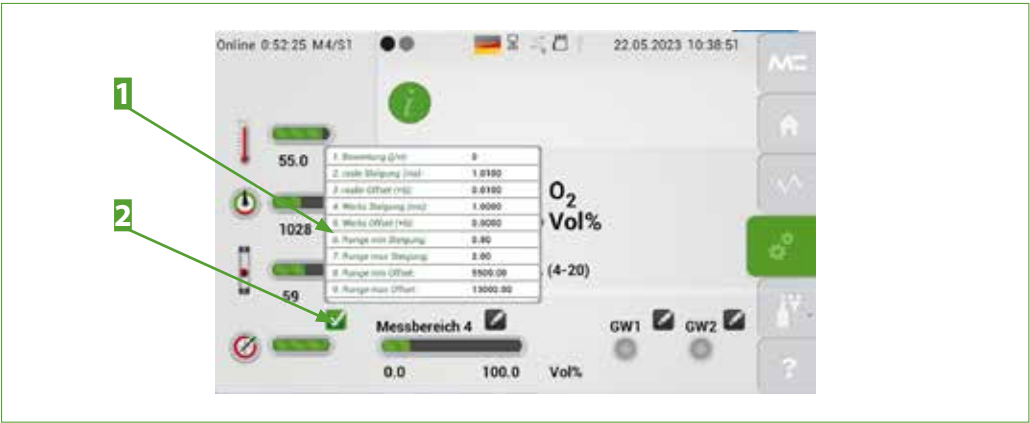 Online 0:52:25 M4/S1
22.05.2023 10:38:51
1
2
i
55.0
1028
59
1. Bewertung (j/n): 0
2. reale Steigung (ms): 1.0100
3. reale Offset (rb): 0.0100
4. Werks Steigung (ms): 1.0000
5. Werks Offset 0.0000
6. Range min Steigung: 0.80
7. Range max Steigung:
8. Range min Offset: 5500.00
9. Range max Offset: 13000.00
O2
Vol%
(4-20)
Messbereich 4
GW1
GW2
0.0
100.0
Vol%
?